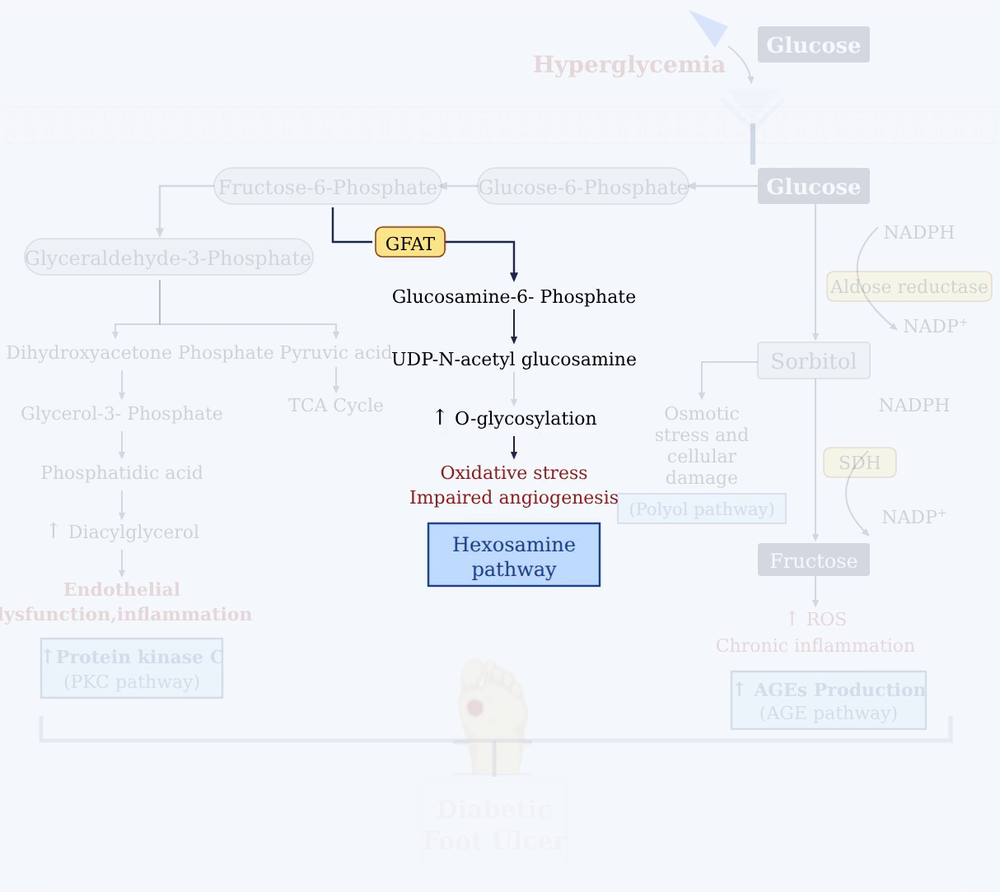 Glucose
Hyperglycemia
Fructose-6-Phosphate
Glucose-6-Phosphate
Glucose
NADPH
GFAT
Glyceraldehyde-3-Phosphate
Aldose reductase
Glucosamine-6- Phosphate
NADP⁺
Dihydroxyacetone Phosphate
Pyruvic acid
UDP-N-acetyl glucosamine
Sorbitol
Glycerol-3- Phosphate
TCA Cycle
↑ O-glycosylation
Osmotic
stress and
cellular
damage
NADPH
SDH
Phosphatidic acid
Oxidative stress
Impaired angiogenesis
(Polyol pathway)
NADP⁺
↑ Diacylglycerol
Hexosamine
pathway
Fructose
Endothelial
dysfunction,inflammation
↑ ROS
Chronic inflammation
↑Protein kinase C
(PKC pathway)
↑ AGEs Production
(AGE pathway)
Diabetic
Foot Ulcer